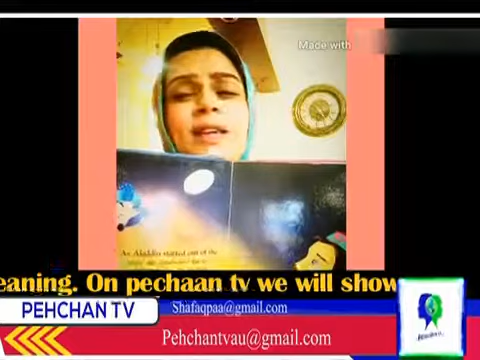 Made with
As Aladdin started out of the
eaning. On pechaan tv we will show
PEHCHAN TV
Shafaqpaa@gmail.com
Pehchantvau@gmail.com